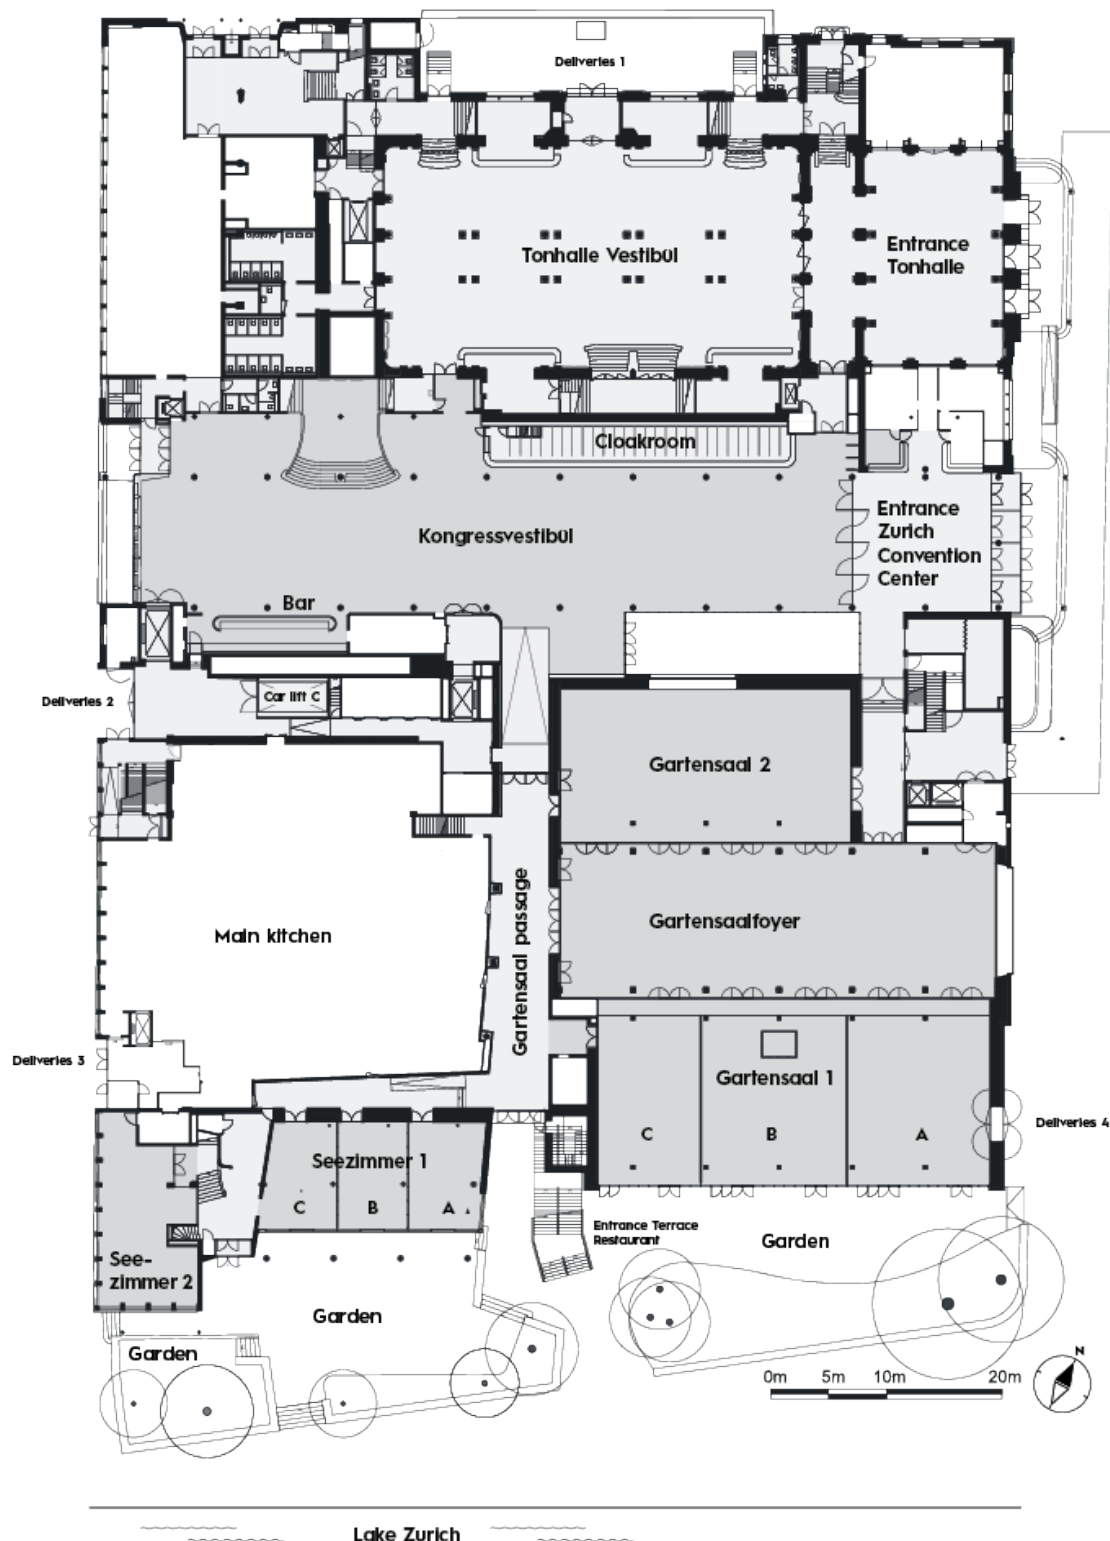 Deliveries 1
Tonhalle Vestibül
Entrance
Tonhalle
Cloakroom
Entrance
Zurich
Convention
Center
Kongressvestibül
Bar
Deliveries 2
Car lift C
Gartensaal 2
Gartensaal passage
Gartensaalfoyer
Main kitchen
Deliveries 3
Gartensaal 1
C
B
A
Deliveries 4
Seezimmer 1
C
B
A
See-
zimmer 2
Entrance Terrace
Restaurant
Garden
Garden
Garden
N
0m 5m 10m 20m
Lake Zurich